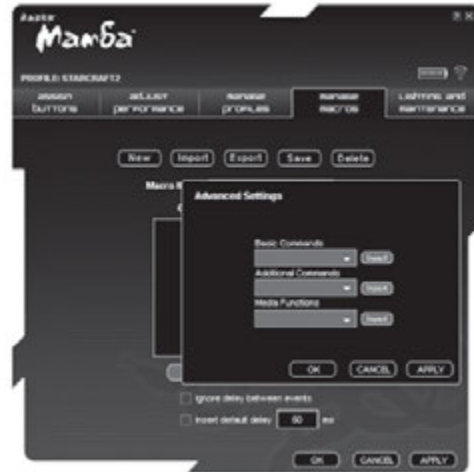 RAZER
Mamba
PROFILE: STARCRAFT2
ASSIGN BUTTONS
ADJUST PERFORMANCE
MANAGE PROFILES
MANAGE MACROS
LIGHTING AND MAINTENANCE
New Import Export Save Delete
Macro
Advanced Settings
Basic Commands
Insert
Additional Commands
Insert
Media Functions
Insert
OK CANCEL APPLY
Ignore delay between events
Insert default delay 50 ms
OK CANCEL APPLY